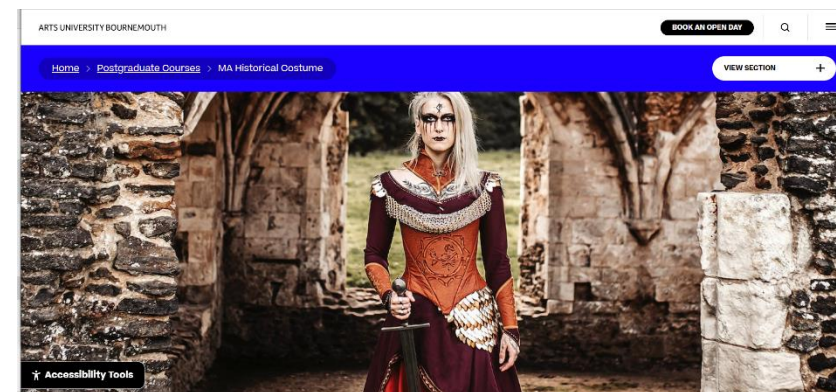 ARTS UNIVERSITY BOURNEMOUTH
BOOK AN OPEN DAY
Home > Postgraduate Courses > MA Historical Costume
VIEW SECTION +
Accessibility Tools